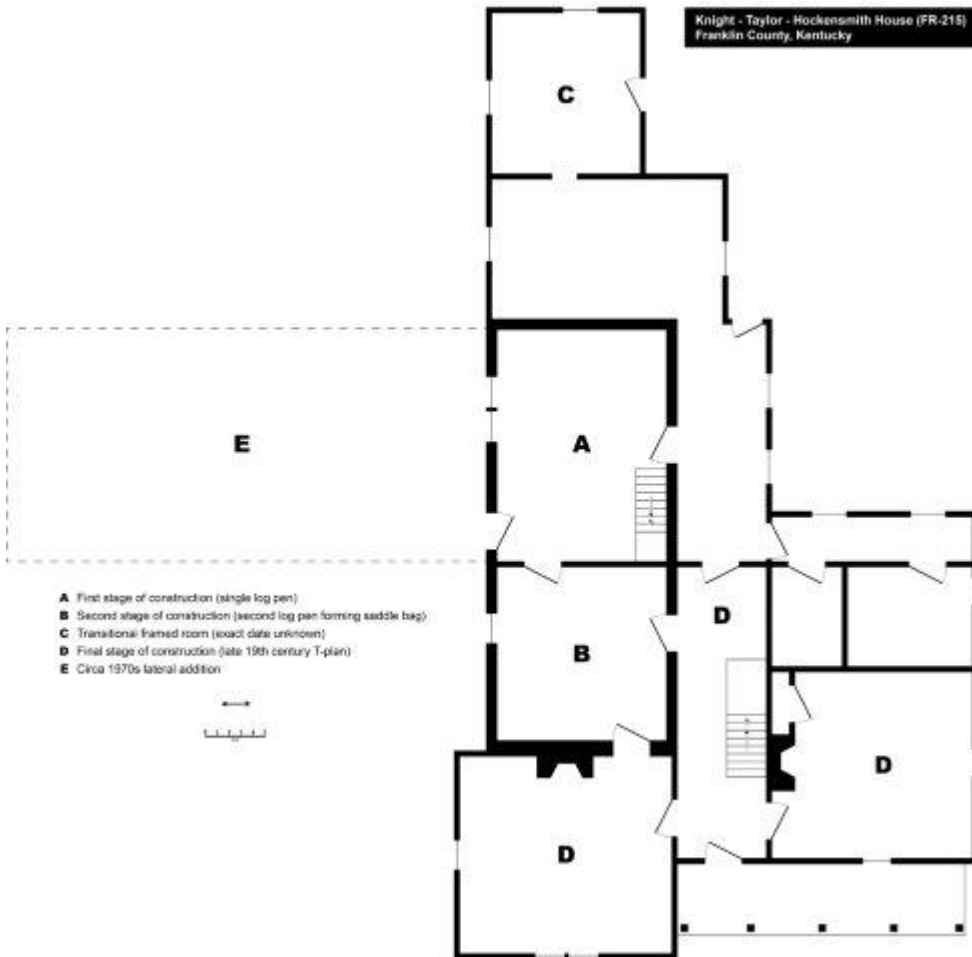 Knight - Taylor - Hockensmith House (FR-215)
Franklin County, Kentucky
C
E
A
D
B
D
D
A First stage of construction (single log pen)
B Second stage of construction (second log pen forming saddle bag)
C Transitional framed room (exact date unknown)
D Final stage of construction (late 19th century T-plan)
E Circa 1970s lateral addition